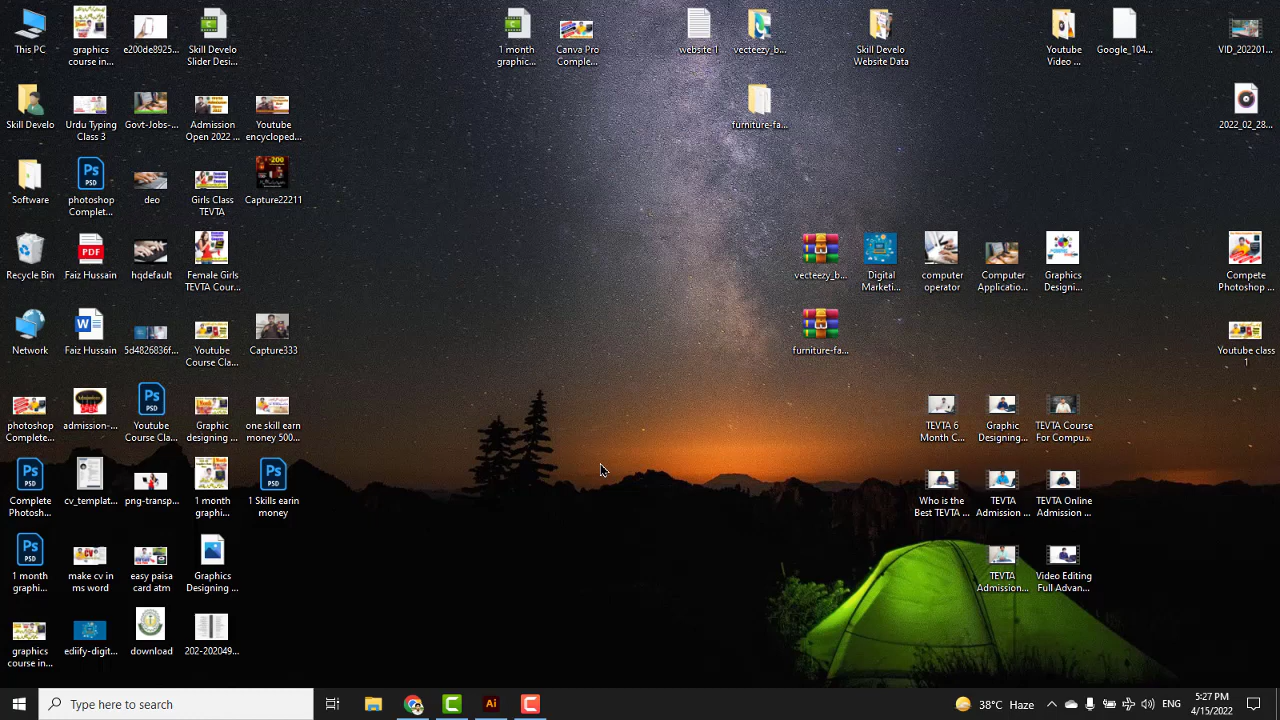 This PC
graphics
course in...
e200de8925...
Skill Develo
Slider Desi...
1 month
graphic...
Canva Pro
Comple...
website 1
vecteezy_b...
Skill Develo
Website Data
Youtube
Video ...
Google_104...
VID_202201...
Skill Develo
Urdu Typing
Class 3
Govt-Jobs-...
Admission
Open 2022 ...
Youtube
encycloped...
furniture-fa...
2022_02_28...
Software
photoshop
Complet...
deo
Girls Class
TEVTA
Capture22211
Recycle Bin
Faiz Hussain
hqdefault
Female Girls
TEVTA Cour...
vecteezy_b...
Digital
Marketi...
computer
operator
Computer
Applicatio...
Graphics
Designi...
Compete
Photoshop ...
Network
Faiz Hussain
5d4826836f...
Youtube
Course Cla...
Capture333
furniture-fa...
Youtube class
1
photoshop
Complete...
admission-...
Youtube
Course Cla...
Graphic
designing ...
one skill earn
money 500...
TEVTA 6
Month C...
Graphic
Designing...
TEVTA Course
For Compu...
Complete
Photosh...
cv_templat...
png-transp...
1 month
graphi...
1 Skills earin
money
Who is the
Best TEVTA ...
TEVTA
Admission ...
TEVTA Online
Admission ...
1 month
graphi...
make cv in
ms word
easy paisa
card atm
Graphics
Designing ...
TEVTA
Admission...
Video Editing
Full Advan...
graphics
course in...
ediify-digit...
download
202-202049...
Type here to search
Ai
38°C Haze
ENG
5:27 PM
4/15/2022